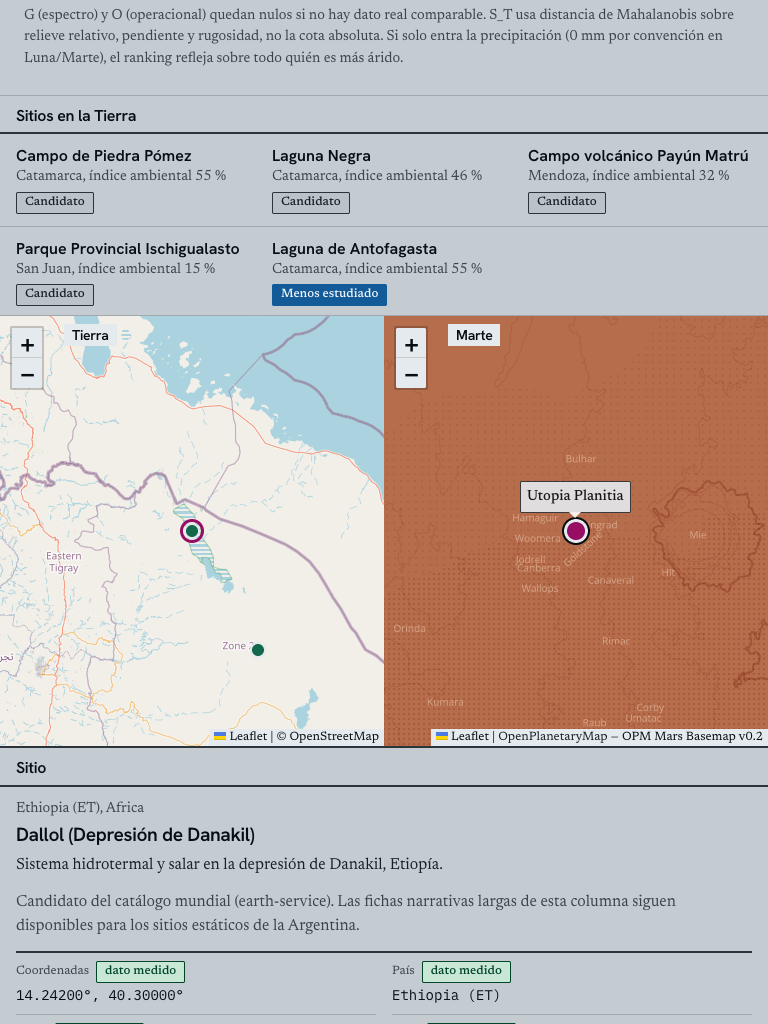 G (espectro) y O (operacional) quedan nulos si no hay dato real comparable. S_T usa distancia de Mahalanobis sobre
relieve relativo, pendiente y rugosidad, no la cota absoluta. Si solo entra la precipitación (0 mm por convención en
Luna/Marte), el ranking refleja sobre todo quién es más árido.
Sitios en la Tierra
Campo de Piedra Pómez
Catamarca, índice ambiental 55 %
Candidato
Laguna Negra
Catamarca, índice ambiental 46 %
Candidato
Campo volcánico Payún Matrú
Mendoza, índice ambiental 32 %
Candidato
Parque Provincial Ischigualasto
San Juan, índice ambiental 15 %
Candidato
Laguna de Antofagasta
Catamarca, índice ambiental 55 %
Menos estudiado
+
−
Tierra
Eastern
Tigray
Zone
Leaflet | © OpenStreetMap
+
−
Marte
Bulhar
Utopia Planitia
Hamaguir
Woomera
Jodrell
Canberra
Goldstone
Wallops
Canaveral
Mie
Hit
Orinda
Rimac
Kumara
Corby
Umatac
Raub
Leaflet | OpenPlanetaryMap – OPM Mars Basemap v0.2
Sitio
Ethiopia (ET), Africa
Dallol (Depresión de Danakil)
Sistema hidrotermal y salar en la depresión de Danakil, Etiopía.
Candidato del catálogo mundial (earth-service). Las fichas narrativas largas de esta columna siguen
disponibles para los sitios estáticos de la Argentina.
Coordenadas dato medido
14.24200°, 40.30000°
País dato medido
Ethiopia (ET)